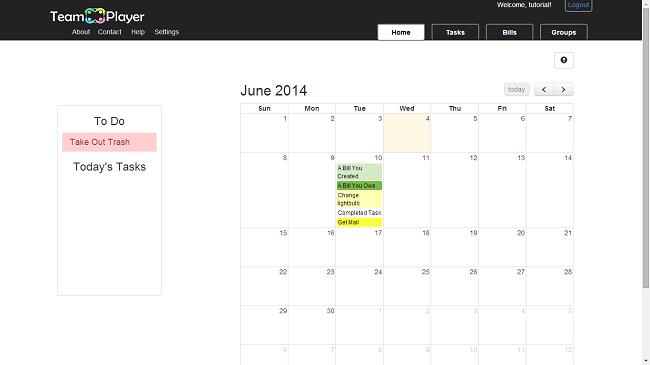 Welcome, tutorial! Logout
Team Player
About Contact Help Settings
Home Tasks Bills Groups
June 2014
today
To Do
Take Out Trash
Today's Tasks
Sun Mon Tue Wed Thu Fri Sat
1 2 3 4 5 6 7
8 9 10 11 12 13 14
A Bill You
Created
A Bill You Owe
Change
lightbulb
Completed Task
Get Mail
15 16 17 18 19 20 21
22 23 24 25 26 27 28
29 30 1 2 3 4 5
6 7 8 9 10 11 12